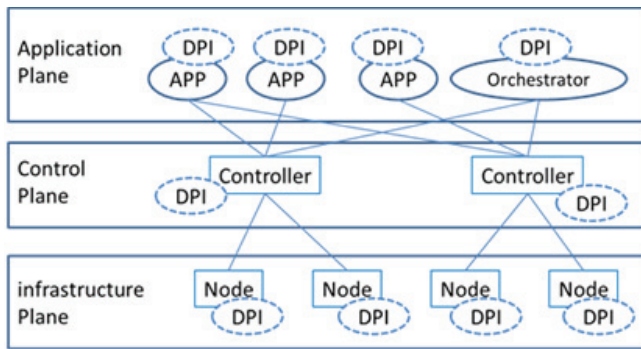 Application
Plane
DPI DPI DPI DPI
APP APP APP Orchestrator
Control
Plane
Controller Controller
DPI DPI
infrastructure
Plane
Node Node Node Node
DPI DPI DPI DPI